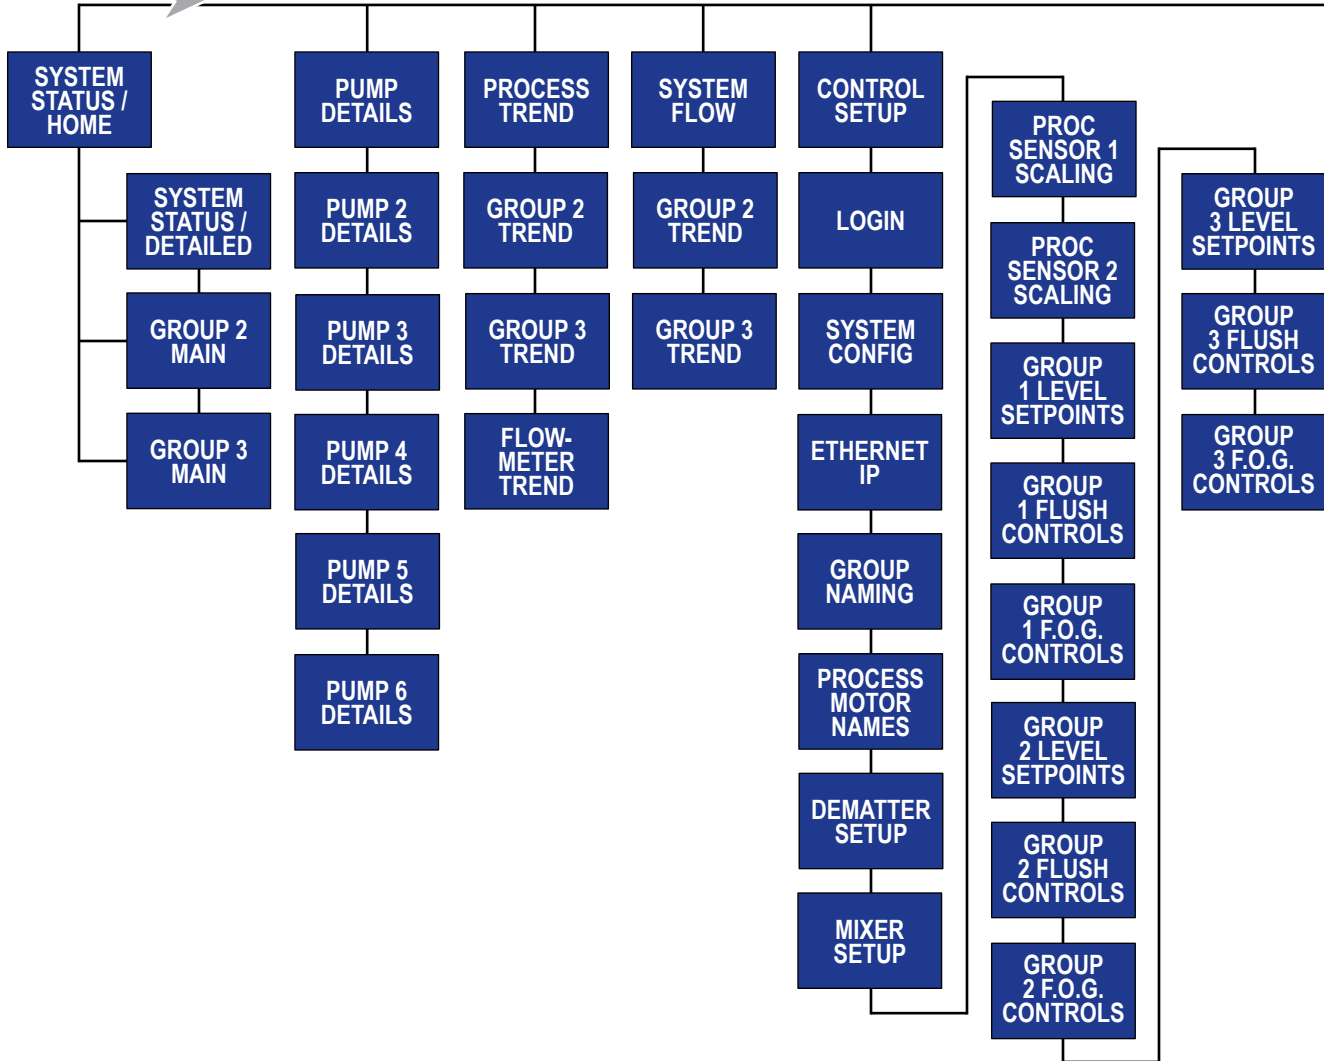 SYSTEM
STATUS /
HOME
SYSTEM
STATUS /
DETAILED
GROUP 2
MAIN
GROUP 3
MAIN
PUMP
DETAILS
PUMP 2
DETAILS
PUMP 3
DETAILS
PUMP 4
DETAILS
PUMP 5
DETAILS
PUMP 6
DETAILS
PROCESS
TREND
GROUP 2
TREND
GROUP 3
TREND
FLOW-
METER
TREND
SYSTEM
FLOW
GROUP 2
TREND
GROUP 3
TREND
CONTROL
SETUP
LOGIN
SYSTEM
CONFIG
ETHERNET
IP
GROUP
NAMING
PROCESS
MOTOR
NAMES
DEMATTER
SETUP
MIXER
SETUP
PROC
SENSOR 1
SCALING
PROC
SENSOR 2
SCALING
GROUP
1 LEVEL
SETPOINTS
GROUP
1 FLUSH
CONTROLS
GROUP
1 F.O.G.
CONTROLS
GROUP
2 LEVEL
SETPOINTS
GROUP
2 FLUSH
CONTROLS
GROUP
2 F.O.G.
CONTROLS
GROUP
3 LEVEL
SETPOINTS
GROUP
3 FLUSH
CONTROLS
GROUP
3 F.O.G.
CONTROLS